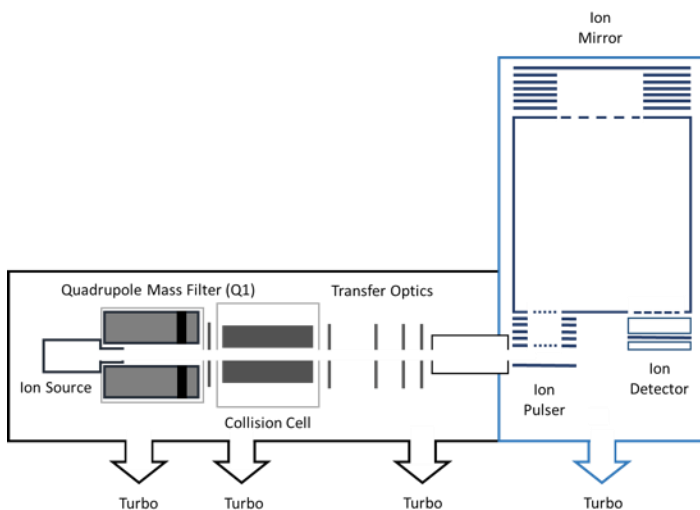 Ion
Mirror
Quadrupole Mass Filter (Q1)
Transfer Optics
Ion Source
Collision Cell
Ion
Pulser
Ion
Detector
Turbo
Turbo
Turbo
Turbo